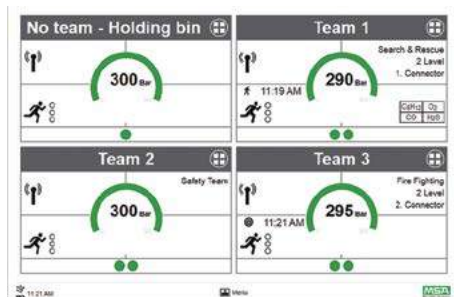 No team - Holding bin
300 Bar
Team 1
Search & Rescue
2 Level
1. Connector
290 Bar
11:19 AM
O2
CO H2S
Team 2
Safety Team
300 Bar
Team 3
Fire Fighting
2 Level
2. Connector
295 Bar
11:21 AM
11:21 AM
Menu
MSA